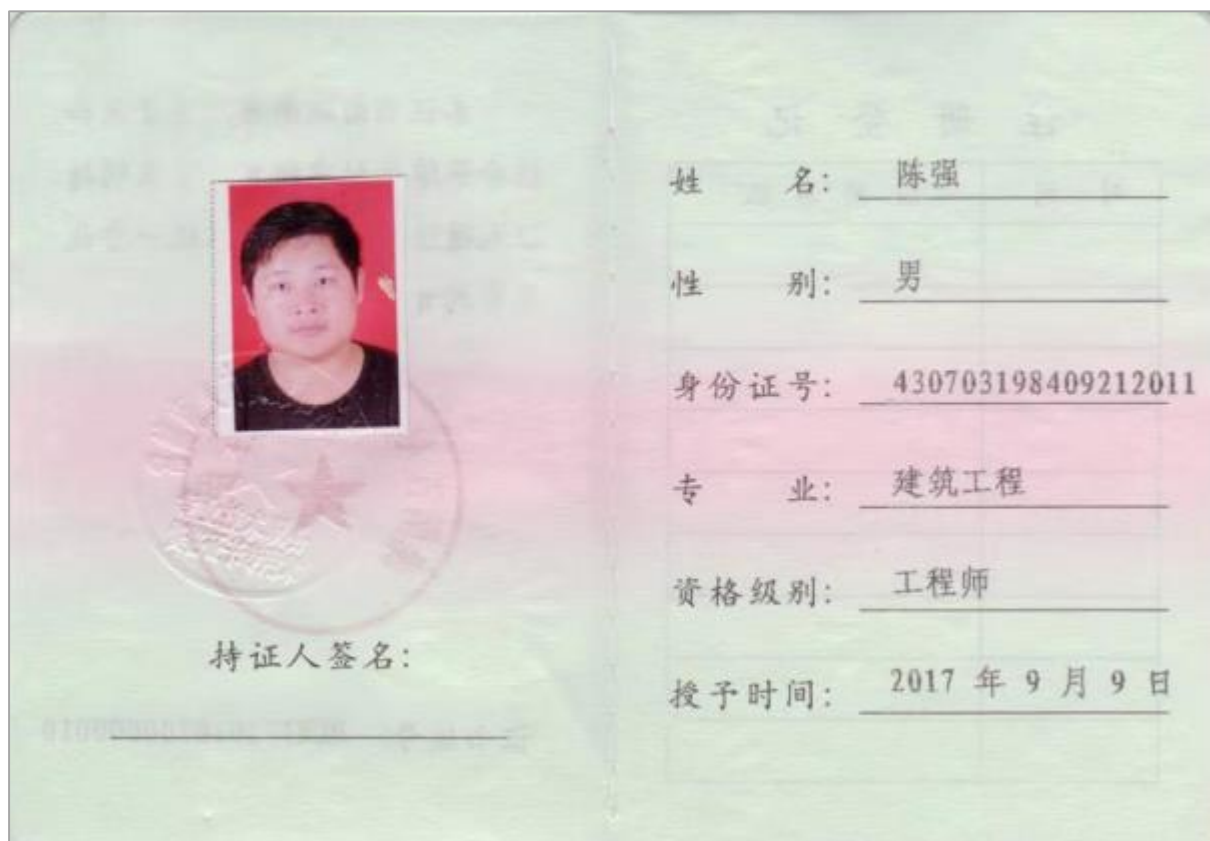 持证人签名：
姓 名： 陈强
性 别： 男
身份证号： 430703198409212011
专 业： 建筑工程
资格级别： 工程师
授予时间： 2017 年 9 月 9 日